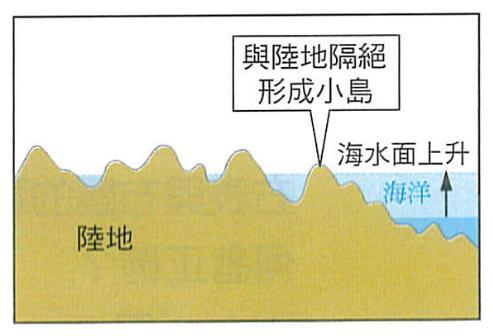 與陸地隔絕
形成小島
海水面上升
海洋
陸地